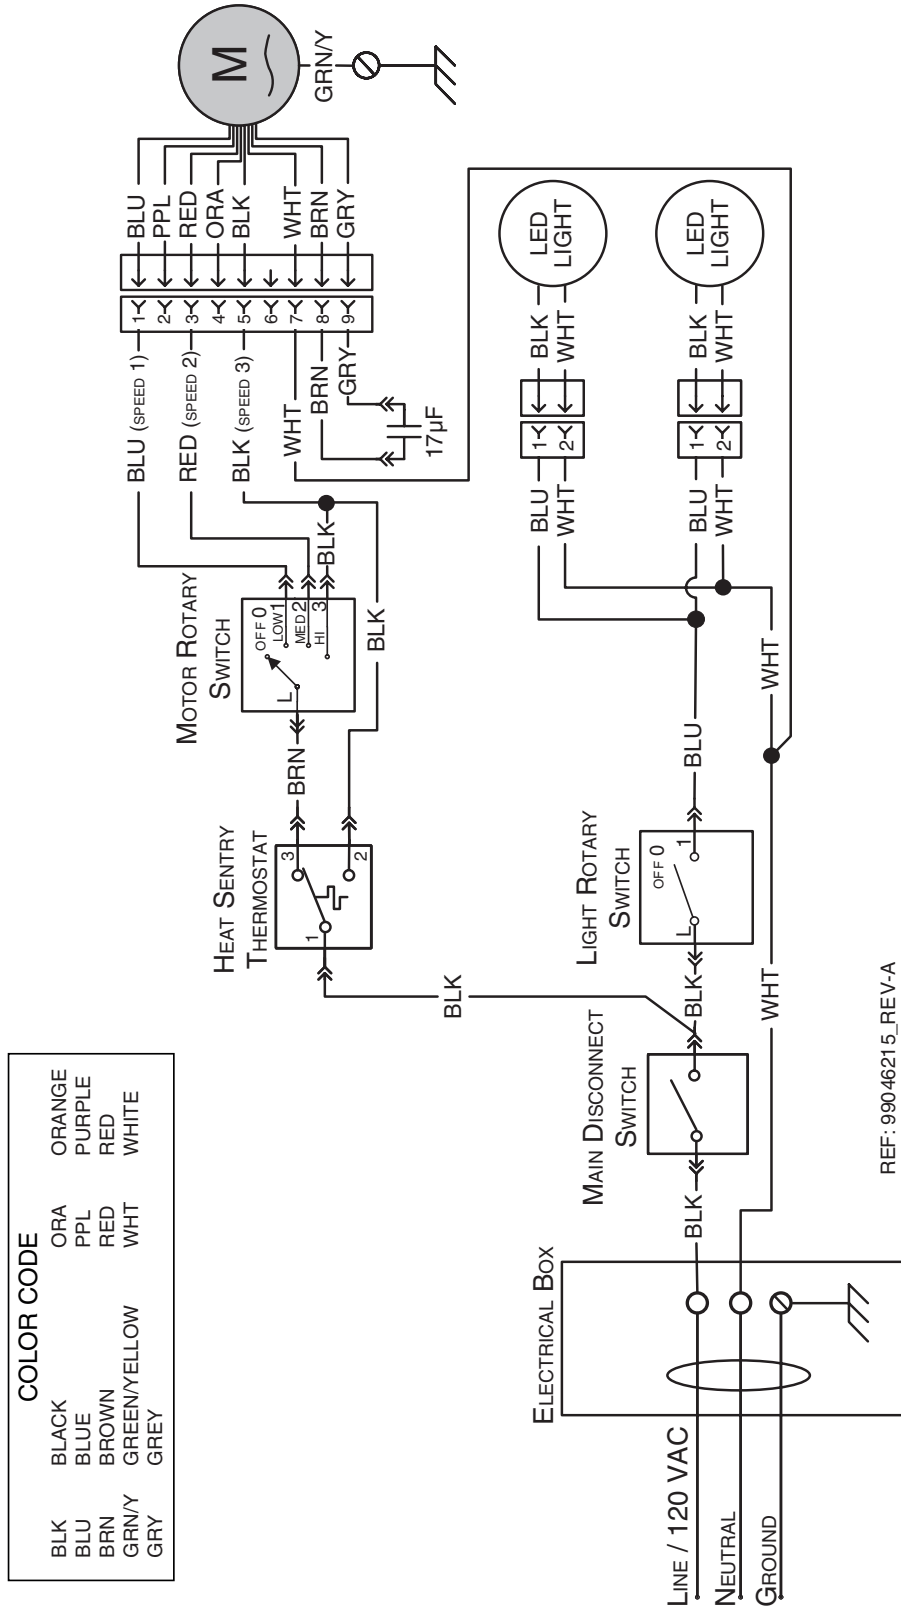 COLOR CODE
BLK BLACK ORA ORANGE
BLU BLUE PPL PURPLE
BRN BROWN RED RED
GRN/Y GREEN/YELLOW WHT WHITE
GRY GREY
LINE / 120 VAC
NEUTRAL
GROUND
ELECTRICAL BOX
BLK
MAIN DISCONNECT
SWITCH
BLK
BLK
WHT
LIGHT ROTARY
SWITCH
OFF 0
L
1
BLU
WHT
HEAT SENTRY
THERMOSTAT
1
3
2
BRN
BLK
MOTOR ROTARY
SWITCH
L
OFF 0
LOW 1
MED 2
HI 3
BLK
BLU (SPEED 1)
RED (SPEED 2)
BLK (SPEED 3)
WHT
BRN
GRY
17µF
1
2
3
4
5
6
7
8
9
BLU
PPL
RED
ORA
BLK
WHT
BRN
GRY
M
GRN/Y
BLU
WHT
1
2
BLK
WHT
LED
LIGHT
BLU
WHT
1
2
BLK
WHT
LED
LIGHT
REF: 99046215_REV-A